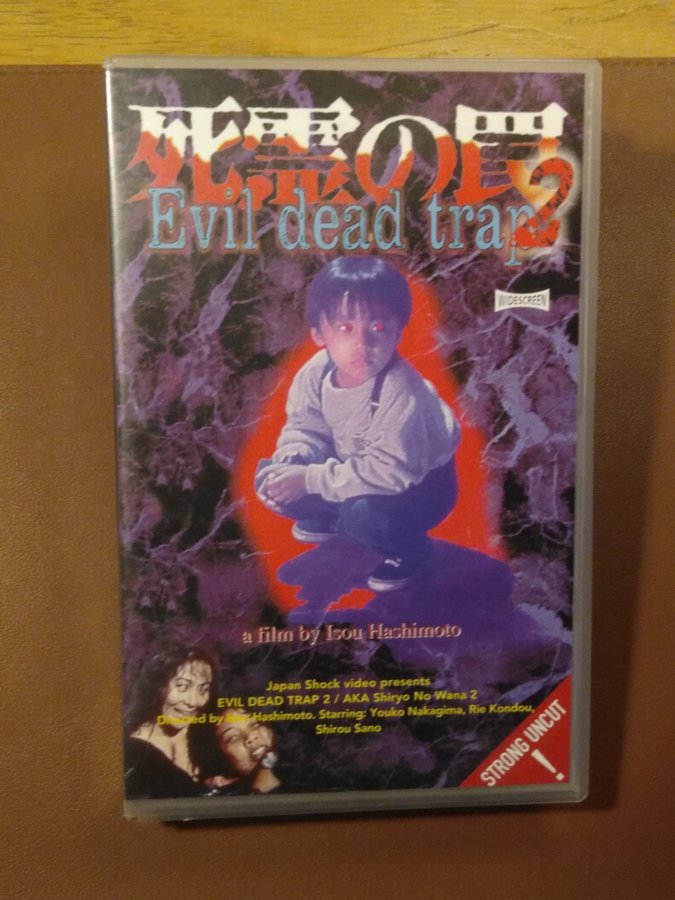 死霊の罠
Evil dead trap 2
WIDESCREEN
a film by Isou Hashimoto
Japan Shock video presents
EVIL DEAD TRAP 2 / AKA Shiryo No Wana 2
Directed by Hashimoto. Starring: Youko Nakagima, Rie Kondou,
Shirou Sano
STRONG UNCUT
!